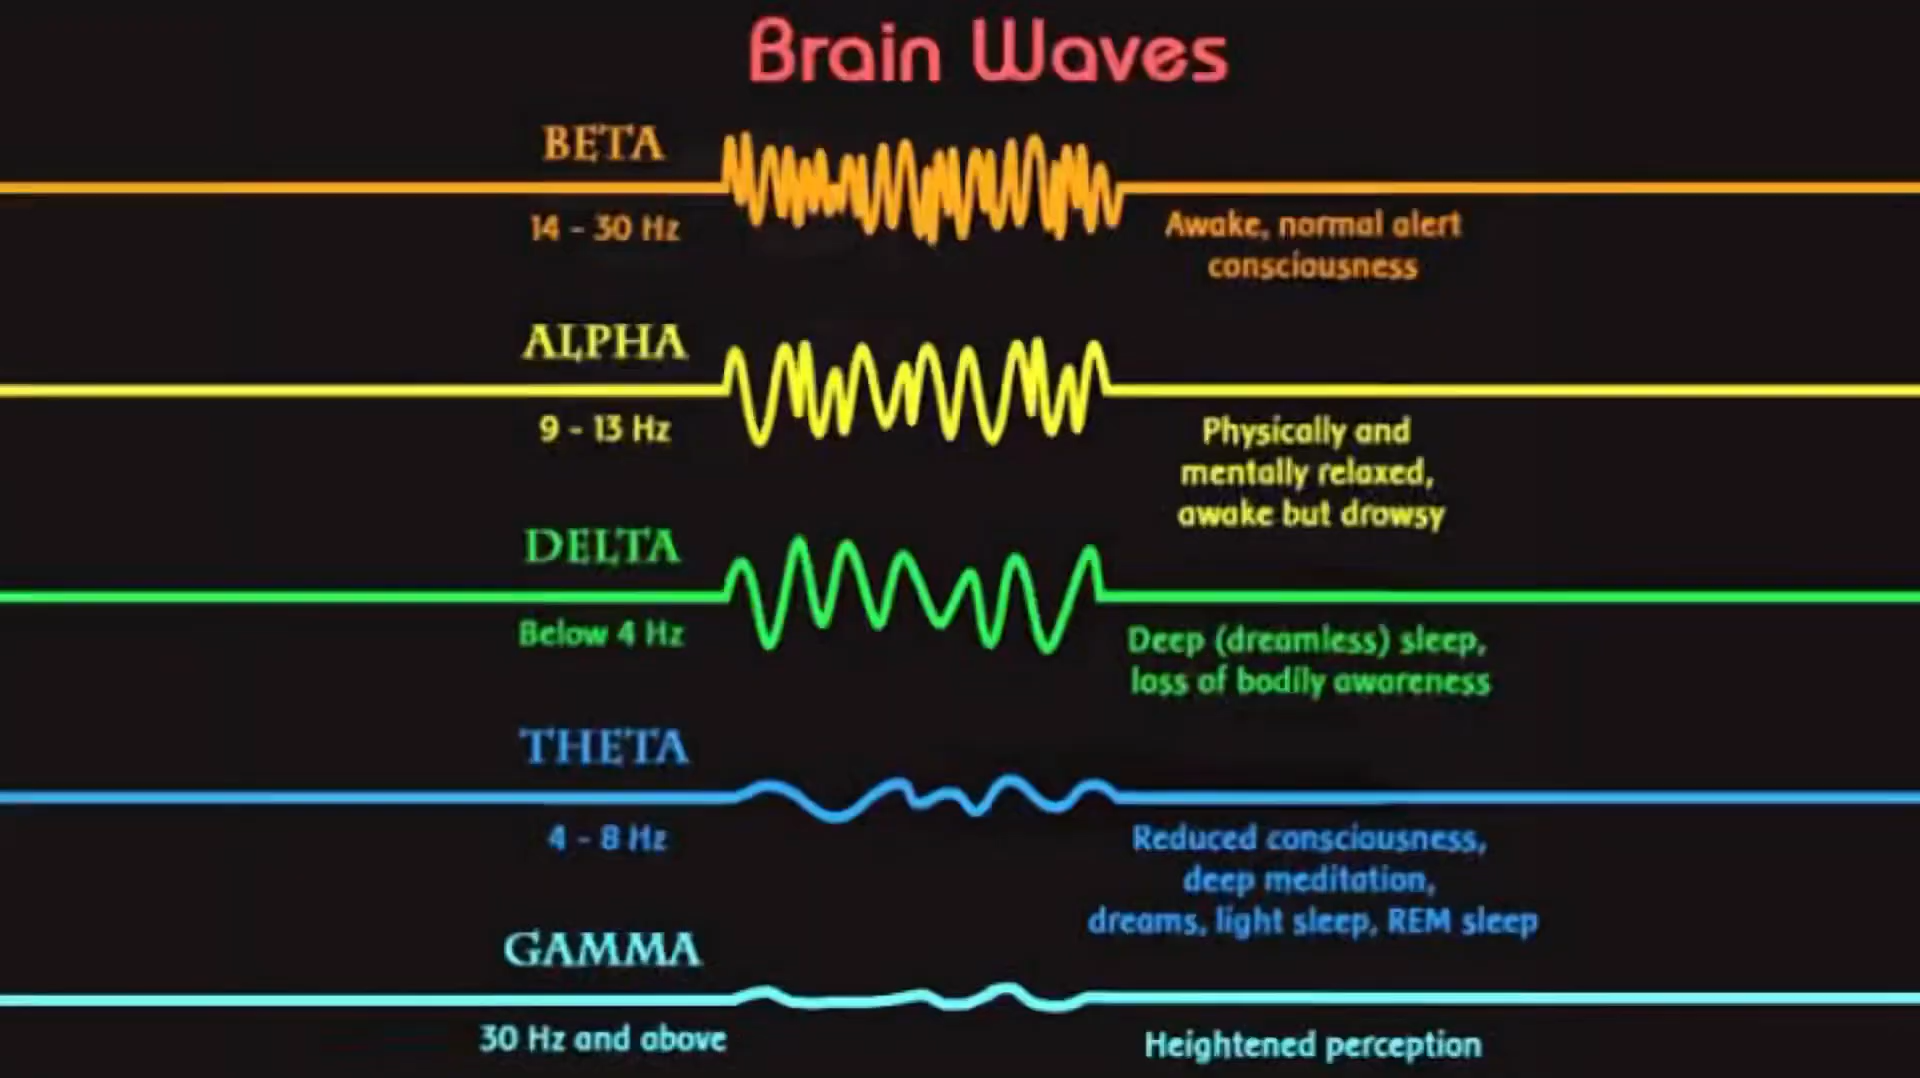 Brain Waves
BETA
14 - 30 Hz
Awake, normal alert
consciousness
ALPHA
9 - 13 Hz
Physically and
mentally relaxed,
awake but drowsy
DELTA
Below 4 Hz
Deep (dreamless) sleep,
loss of bodily awareness
THETA
4 - 8 Hz
Reduced consciousness,
deep meditation,
dreams, light sleep, REM sleep
GAMMA
30 Hz and above
Heightened perception